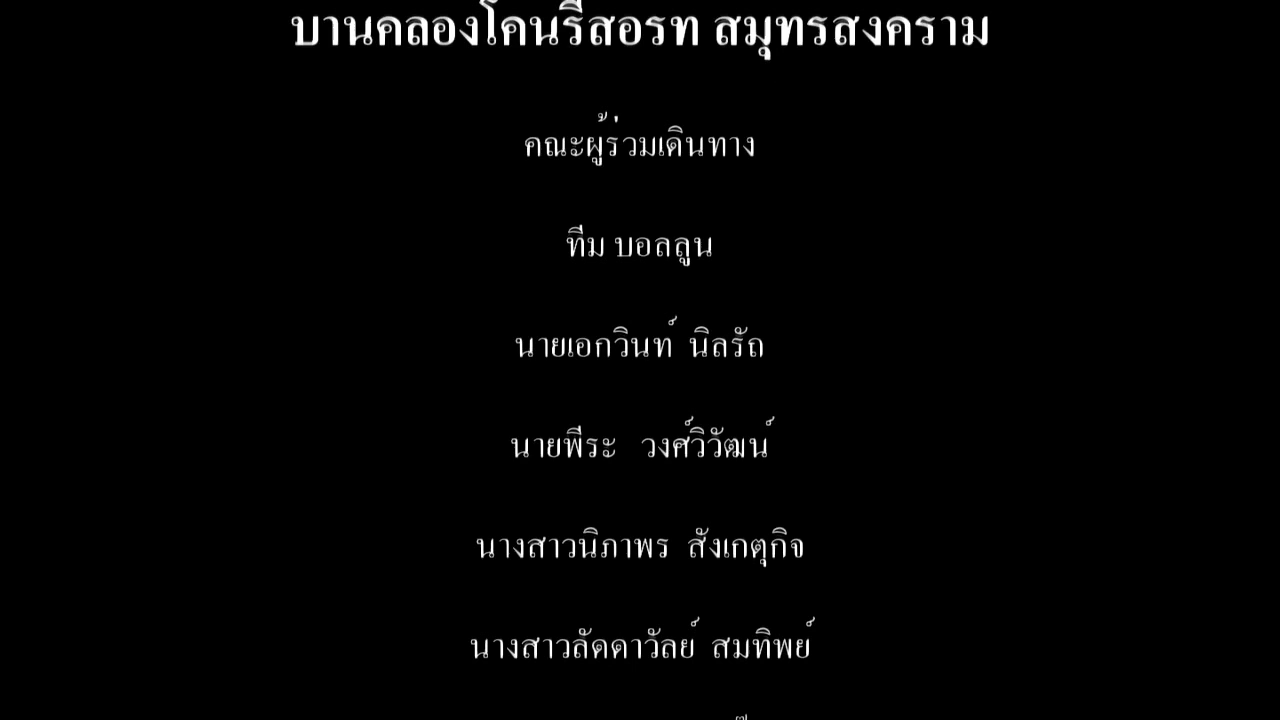 บานคลองโคนรีสอรท สมุทรสงคราม
คณะผู้ร่วมเดินทาง
ทีม บอลลูน
นายเอกวินท์ นิลรัถ
นายพีระ วงศ์วิวัฒน์
นางสาวนิภาพร สังเกตุกิจ
นางสาวลัดดาวัลย์ สมทิพย์